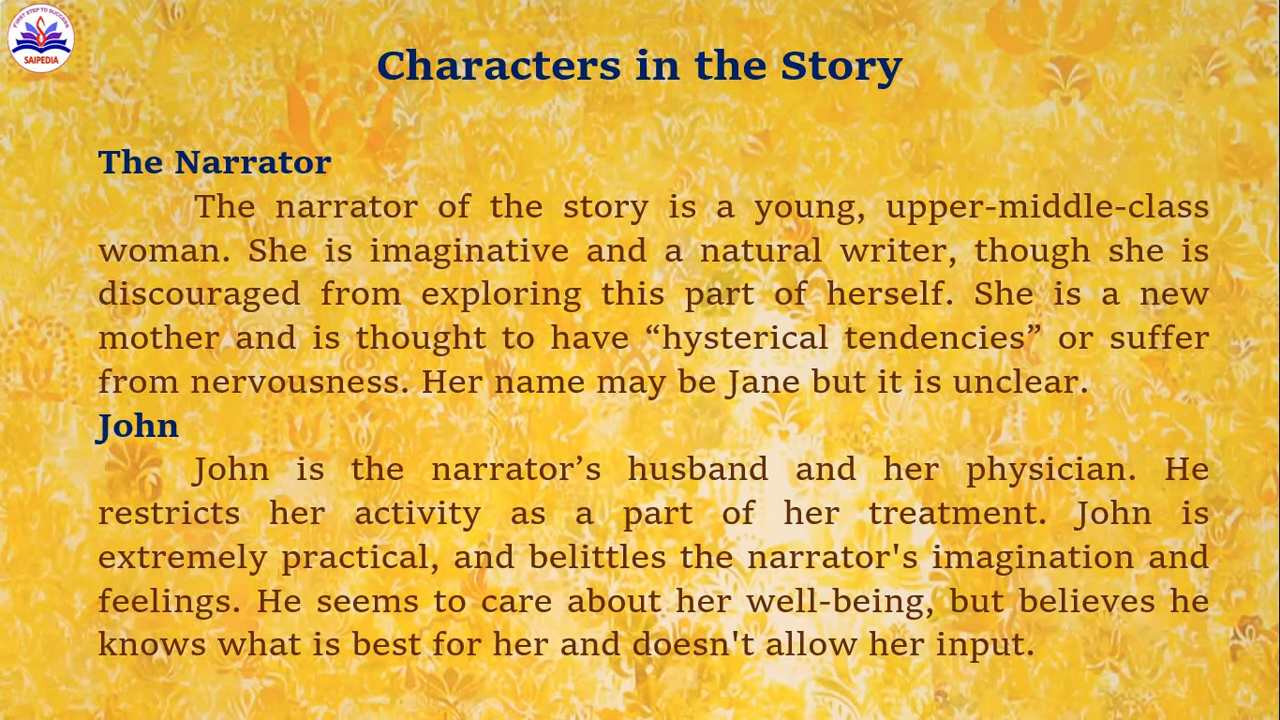 FIRST STEP TO SUCCESS
SAIPEDIA
Characters in the Story
The Narrator
The narrator of the story is a young, upper-middle-class
woman. She is imaginative and a natural writer, though she is
discouraged from exploring this part of herself. She is a new
mother and is thought to have “hysterical tendencies” or suffer
from nervousness. Her name may be Jane but it is unclear.
John
John is the narrator’s husband and her physician. He
restricts her activity as a part of her treatment. John is
extremely practical, and belittles the narrator's imagination and
feelings. He seems to care about her well-being, but believes he
knows what is best for her and doesn't allow her input.